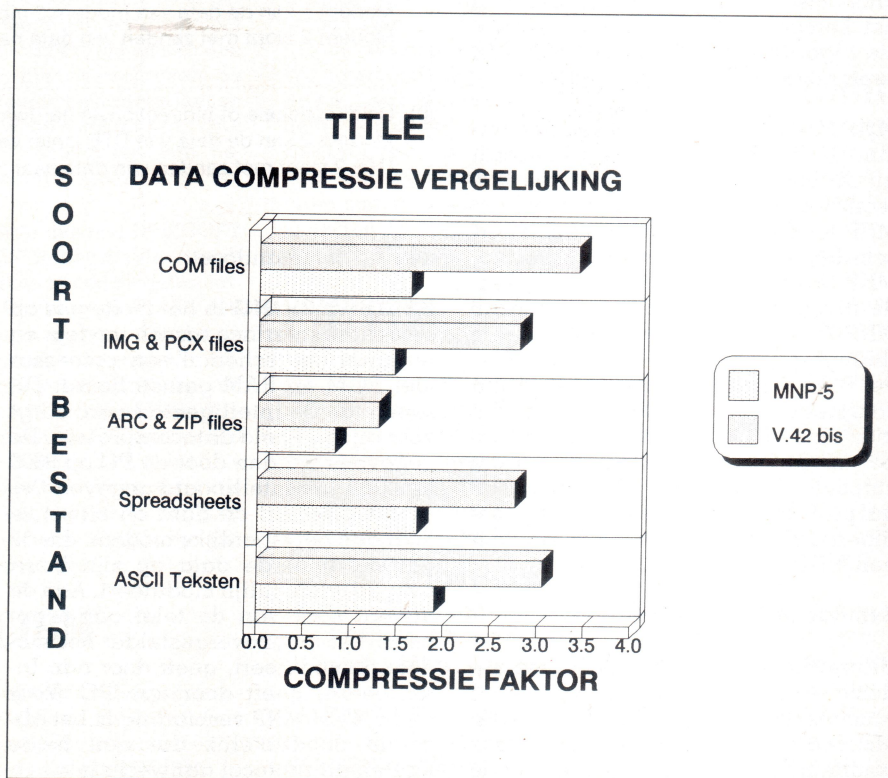 TITLE
DATA COMPRESSIE VERGELIJKING
SOORT BESTAND
COM files
IMG & PCX files
ARC & ZIP files
Spreadsheets
ASCII Teksten
0.0 0.5 1.0 1.5 2.0 2.5 3.0 3.5 4.0
COMPRESSIE FAKTOR
MNP-5
V.42 bis